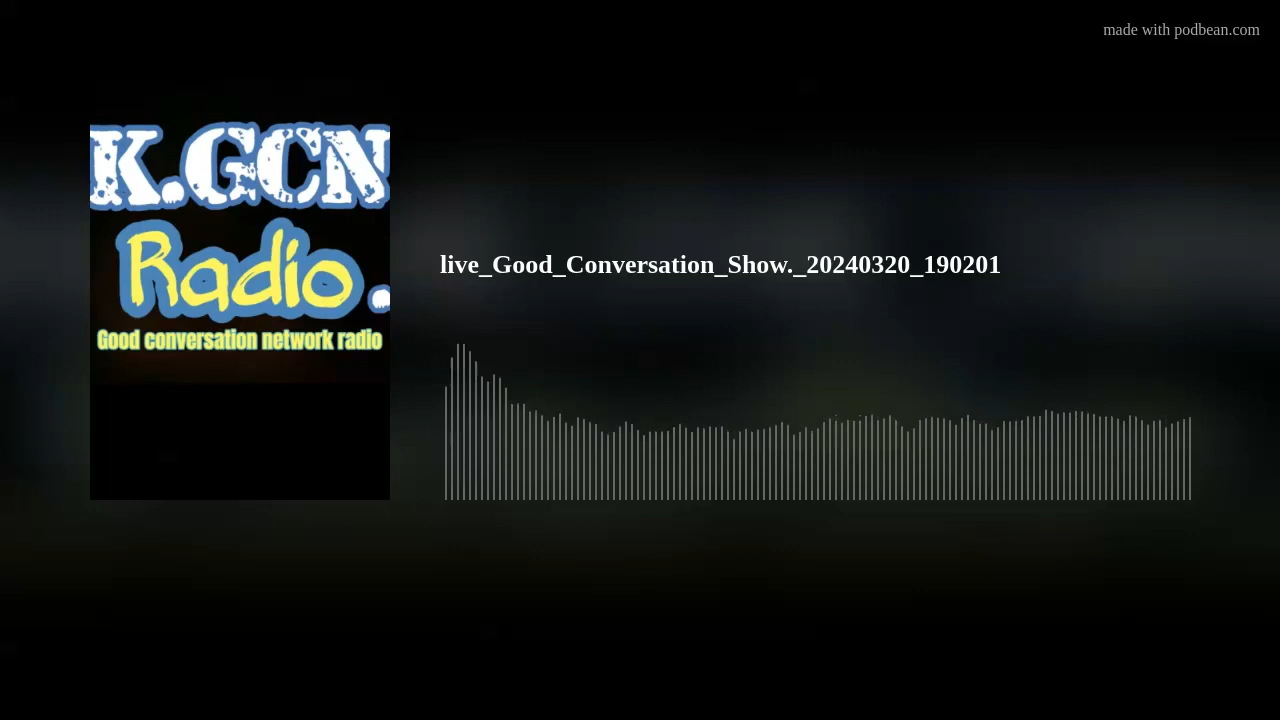 made with podbean.com
K.GCN
Radio.
Good conversation network radio
live_Good_Conversation_Show._20240320_190201